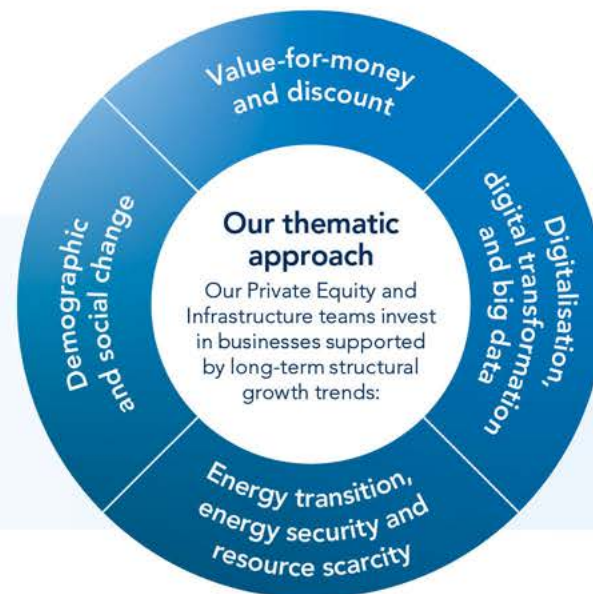 Value-for-money
and discount
Digitalisation,
digital transformation
and big data
Our thematic
approach
Our Private Equity and
Infrastructure teams invest
in businesses supported
by long-term structural
growth trends:
Demographic
and social change
Energy transition,
energy security and
resource scarcity